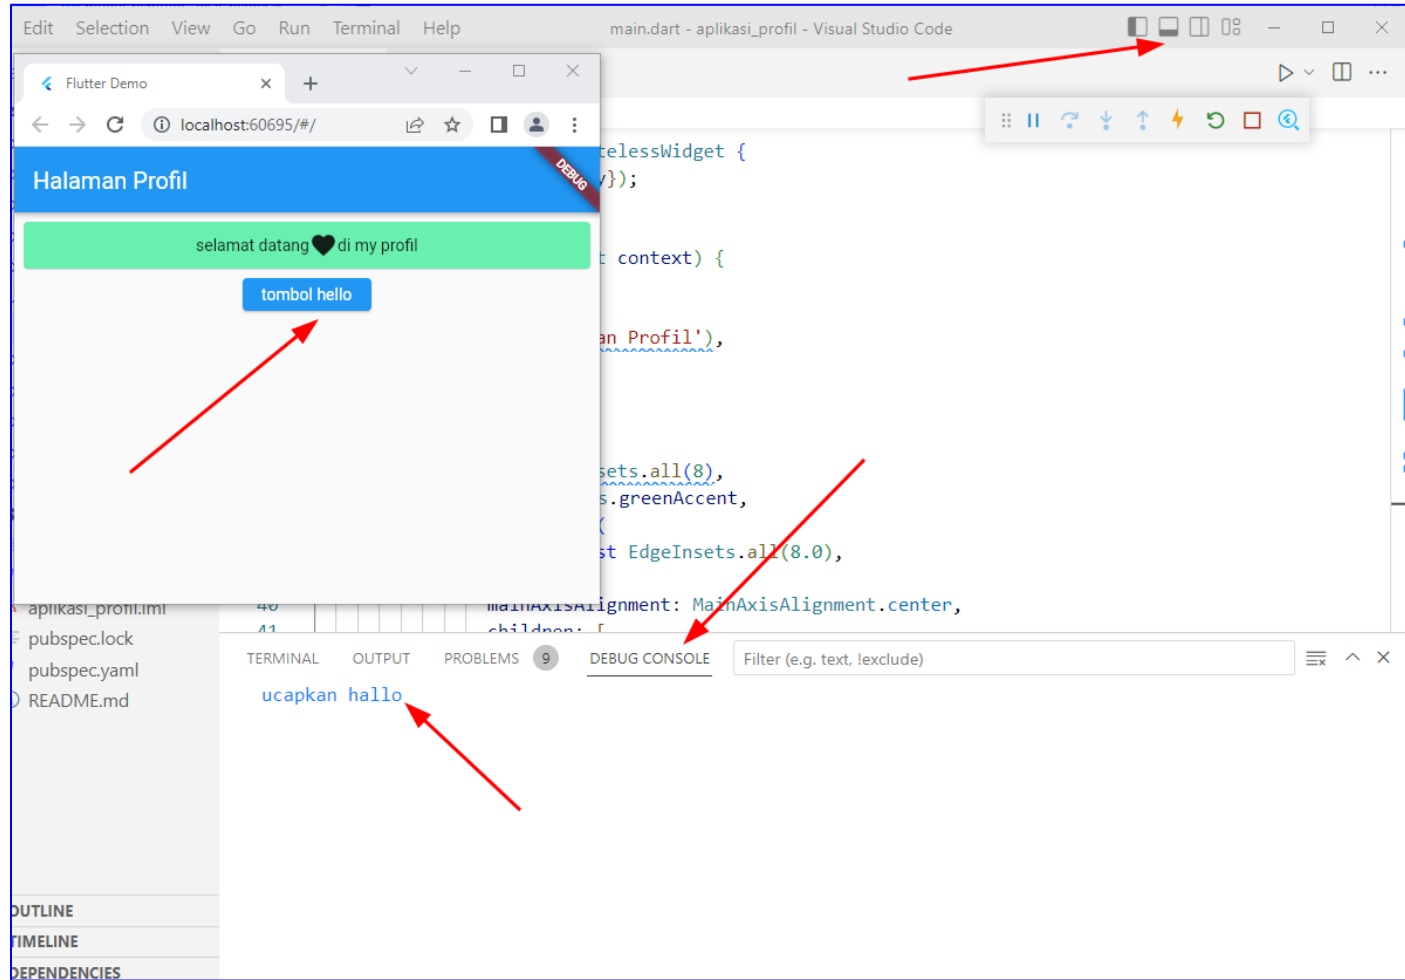 Edit Selection View Go Run Terminal Help main.dart - aplikasi_profil - Visual Studio Code
Flutter Demo
localhost:60695/#/
Halaman Profil
DEBUG
selamat datang di my profil
tombol hello
telessWidget {
y});
t context) {
an Profil'),
sets.all(8),
s.greenAccent,
(
st EdgeInsets.all(8.0),
40 mainAxisAlignment: MainAxisAlignment.center,
41 children: [
aplikasi_profil.iml
pubspec.lock
pubspec.yaml
README.md
TERMINAL OUTPUT PROBLEMS 9 DEBUG CONSOLE Filter (e.g. text, !exclude)
ucapkan hallo
OUTLINE
TIMELINE
DEPENDENCIES